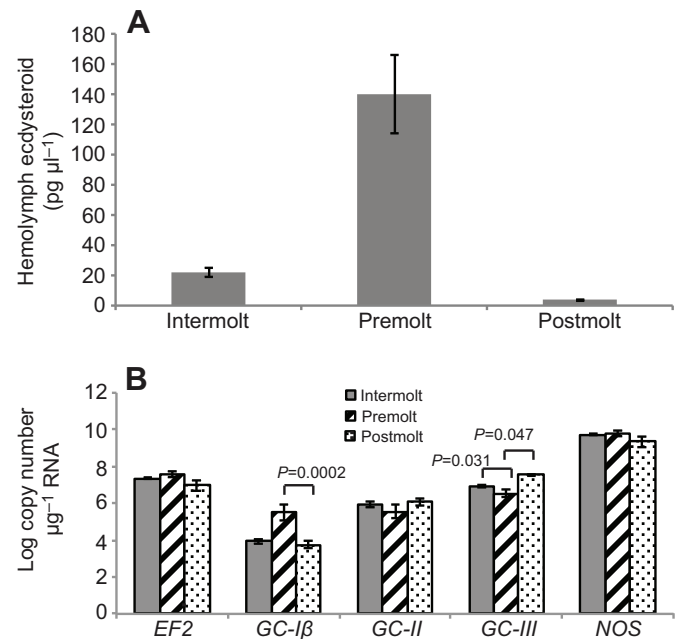 A
Hemolymph ecdysteroid
(pg µl⁻¹)
180
160
140
120
100
80
60
40
20
0
Intermolt Premolt Postmolt
B
Log copy number
µg⁻¹ RNA
12
10
8
6
4
2
0
Intermolt
Premolt
Postmolt
P=0.0002
P=0.031
P=0.047
EF2 GC-Iβ GC-II GC-III NOS